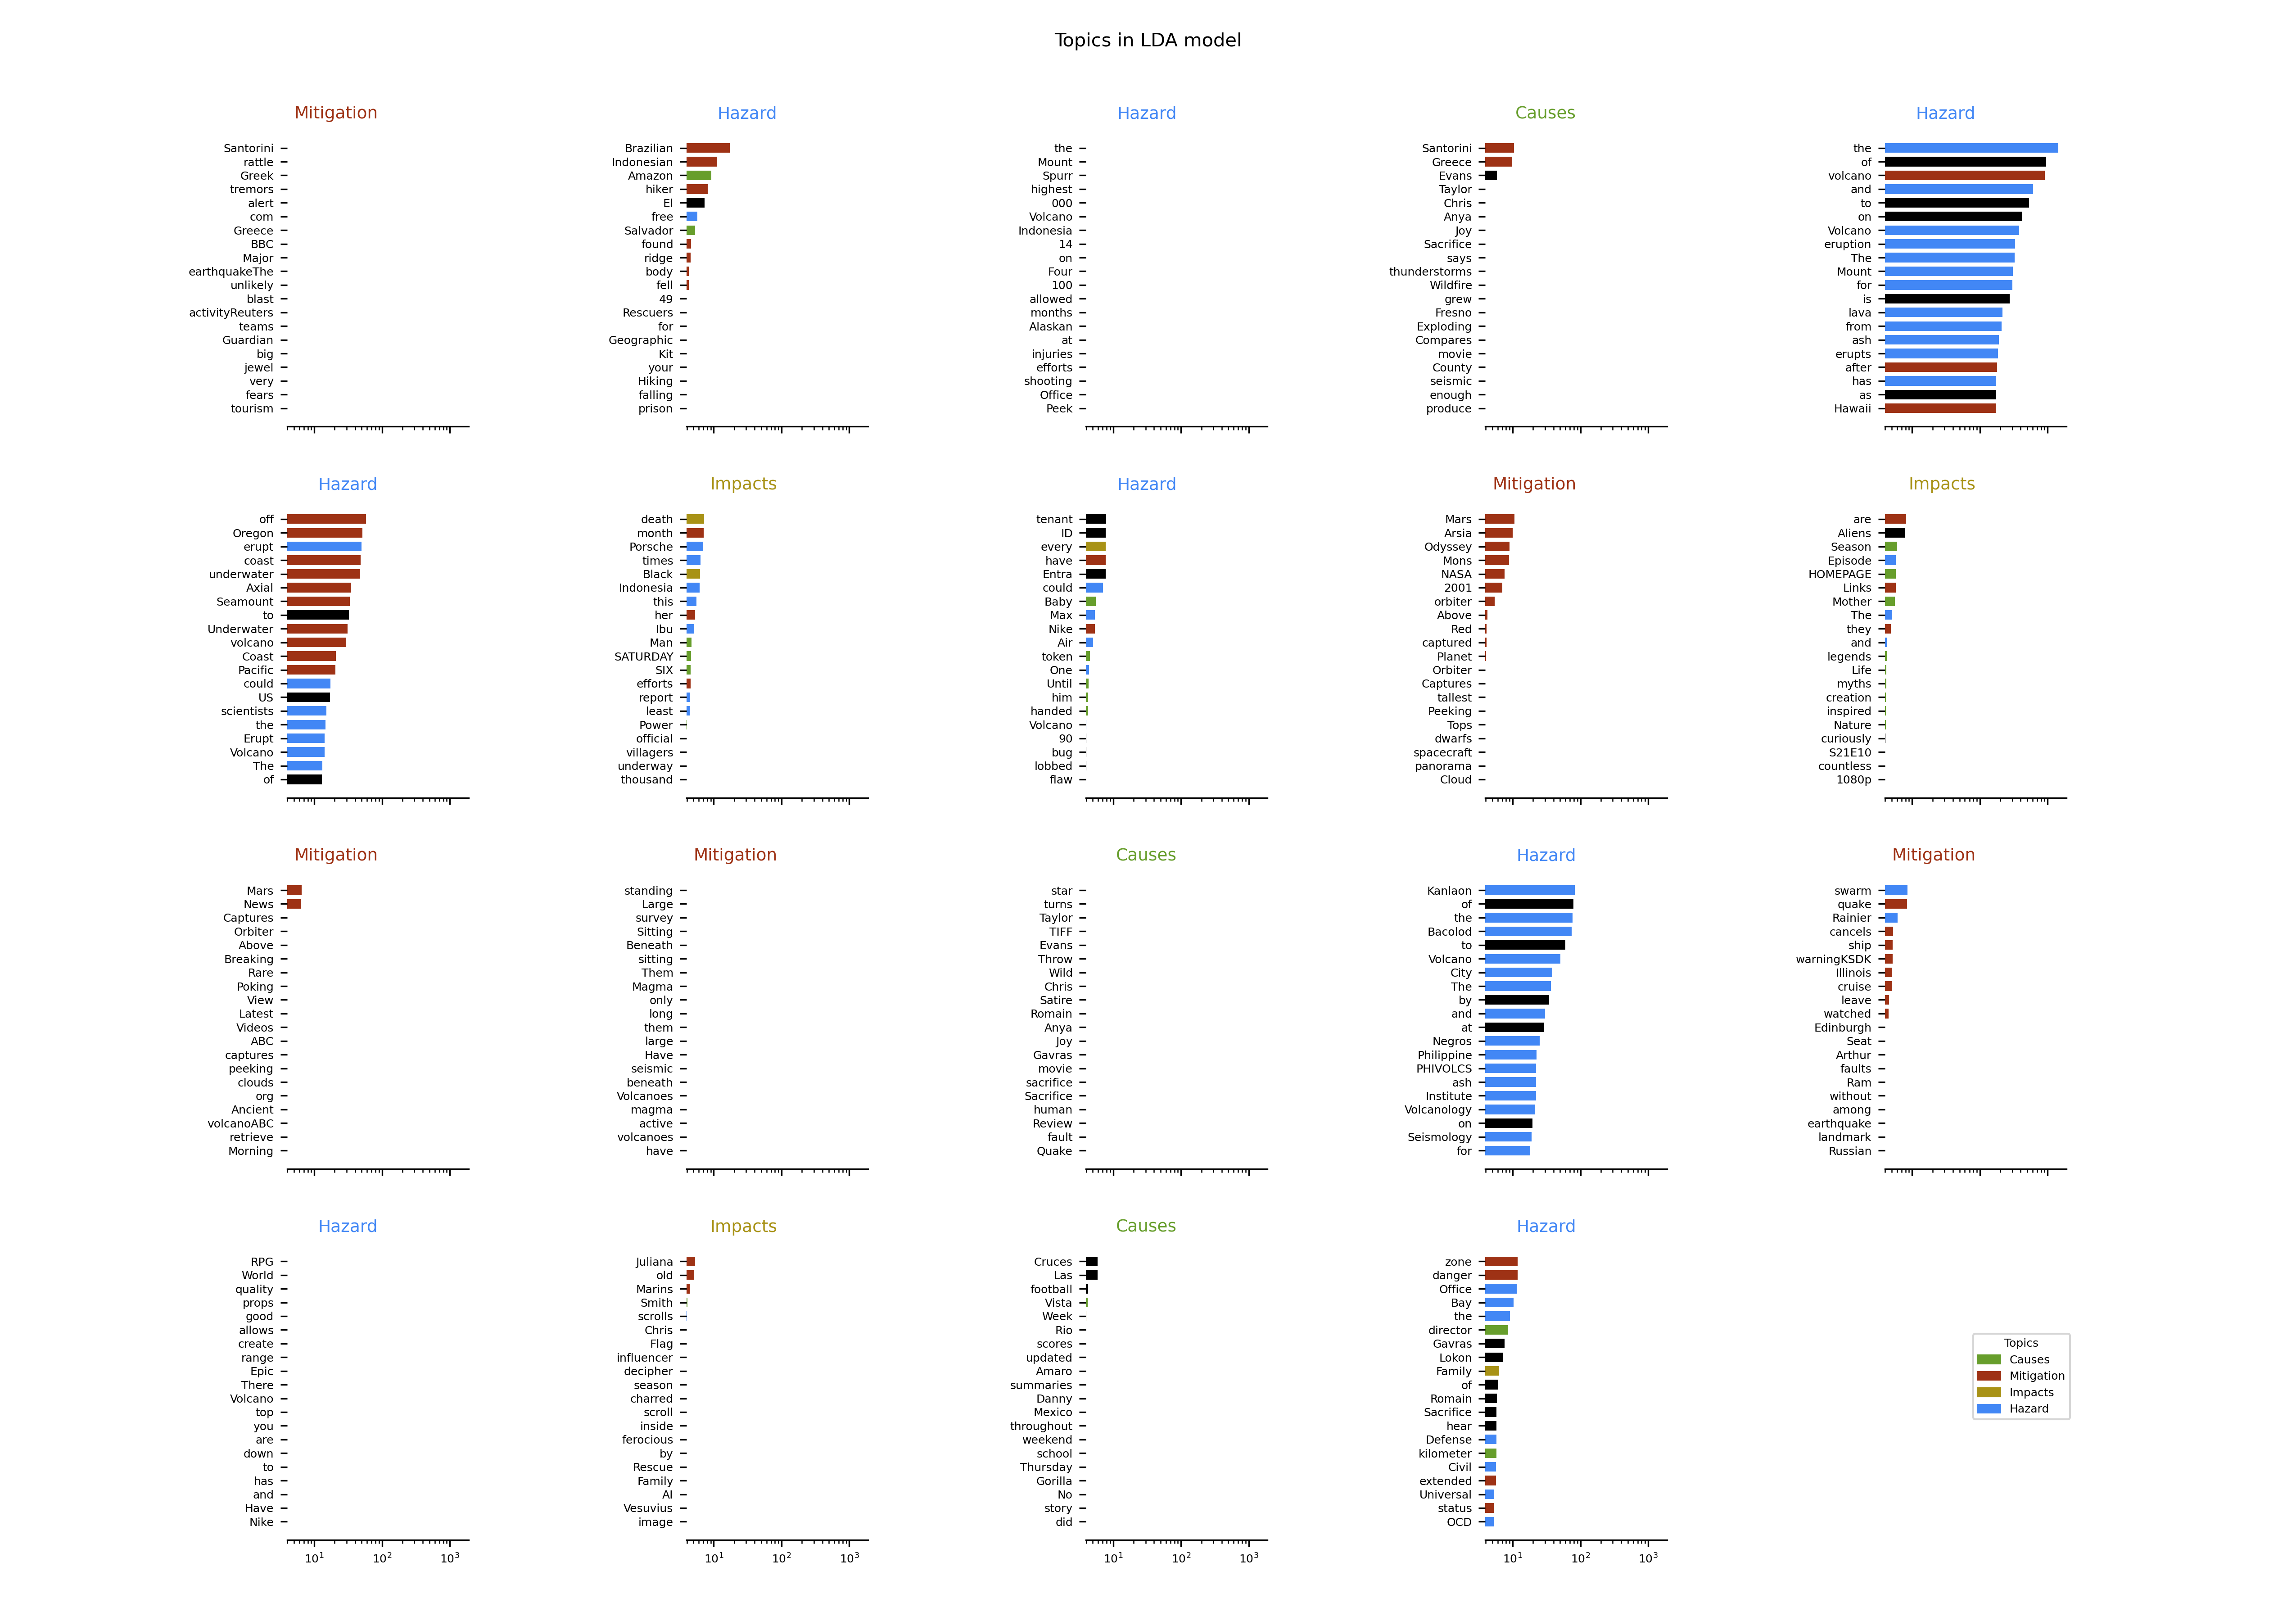 Topics in LDA model
Mitigation
Santorini
rattle
Greek
tremors
alert
com
Greece
BBC
Major
earthquakeThe
unlikely
blast
activityReuters
teams
Guardian
big
jewel
very
fears
tourism
Hazard
Brazilian
Indonesian
Amazon
hiker
El
free
Salvador
found
ridge
body
fell
49
Rescuers
for
Geographic
Kit
your
Hiking
falling
prison
Hazard
the
Mount
Spurr
highest
000
Volcano
Indonesia
14
on
Four
100
allowed
months
Alaskan
at
injuries
efforts
shooting
Office
Peek
Causes
Santorini
Greece
Evans
Taylor
Chris
Anya
Joy
Sacrifice
says
thunderstorms
Wildfire
grew
Fresno
Exploding
Compares
movie
County
seismic
enough
produce
Hazard
the
of
volcano
and
to
on
Volcano
eruption
The
Mount
for
is
lava
from
ash
erupts
after
has
as
Hawaii
Hazard
off
Oregon
erupt
coast
underwater
Axial
Seamount
to
Underwater
volcano
Coast
Pacific
could
US
scientists
the
Erupt
Volcano
The
of
Impacts
death
month
Porsche
times
Black
Indonesia
this
her
Ibu
Man
SATURDAY
SIX
efforts
report
least
Power
official
villagers
underway
thousand
Hazard
tenant
ID
every
have
Entra
could
Baby
Max
Nike
Air
token
One
Until
him
handed
Volcano
90
bug
lobbed
flaw
Mitigation
Mars
Arsia
Odyssey
Mons
NASA
2001
orbiter
Above
Red
captured
Planet
Orbiter
Captures
tallest
Peeking
Tops
dwarfs
spacecraft
panorama
Cloud
Impacts
are
Aliens
Season
Episode
HOMEPAGE
Links
Mother
The
they
and
legends
Life
myths
creation
inspired
Nature
curiously
S21E10
countless
1080p
Mitigation
Mars
News
Captures
Orbiter
Above
Breaking
Rare
Poking
View
Latest
Videos
ABC
captures
peeking
clouds
org
Ancient
volcanoABC
retrieve
Morning
Mitigation
standing
Large
survey
Sitting
Beneath
sitting
Them
Magma
only
long
them
large
Have
seismic
beneath
Volcanoes
magma
active
volcanoes
have
Causes
star
turns
Taylor
TIFF
Evans
Throw
Wild
Chris
Satire
Romain
Anya
Joy
Gavras
movie
sacrifice
Sacrifice
human
Review
fault
Quake
Hazard
Kanlaon
of
the
Bacolod
to
Volcano
City
The
by
and
at
Negros
Philippine
PHIVOLCS
ash
Institute
Volcanology
on
Seismology
for
Mitigation
swarm
quake
Rainier
cancels
ship
warningKSDK
Illinois
cruise
leave
watched
Edinburgh
Seat
Arthur
faults
Ram
without
among
earthquake
landmark
Russian
Hazard
RPG
World
quality
props
good
allows
create
range
Epic
There
Volcano
top
you
are
down
to
has
and
Have
Nike
10¹ 10² 10³
Impacts
Juliana
old
Marins
Smith
scrolls
Chris
Flag
influencer
decipher
season
charred
scroll
inside
ferocious
by
Rescue
Family
AI
Vesuvius
image
10¹ 10² 10³
Causes
Cruces
Las
football
Vista
Week
Rio
scores
updated
Amaro
summaries
Danny
Mexico
throughout
weekend
school
Thursday
Gorilla
No
story
did
10¹ 10² 10³
Hazard
zone
danger
Office
Bay
the
director
Gavras
Lokon
Family
of
Romain
Sacrifice
hear
Defense
kilometer
Civil
extended
Universal
status
OCD
10¹ 10² 10³
Topics
Causes
Mitigation
Impacts
Hazard